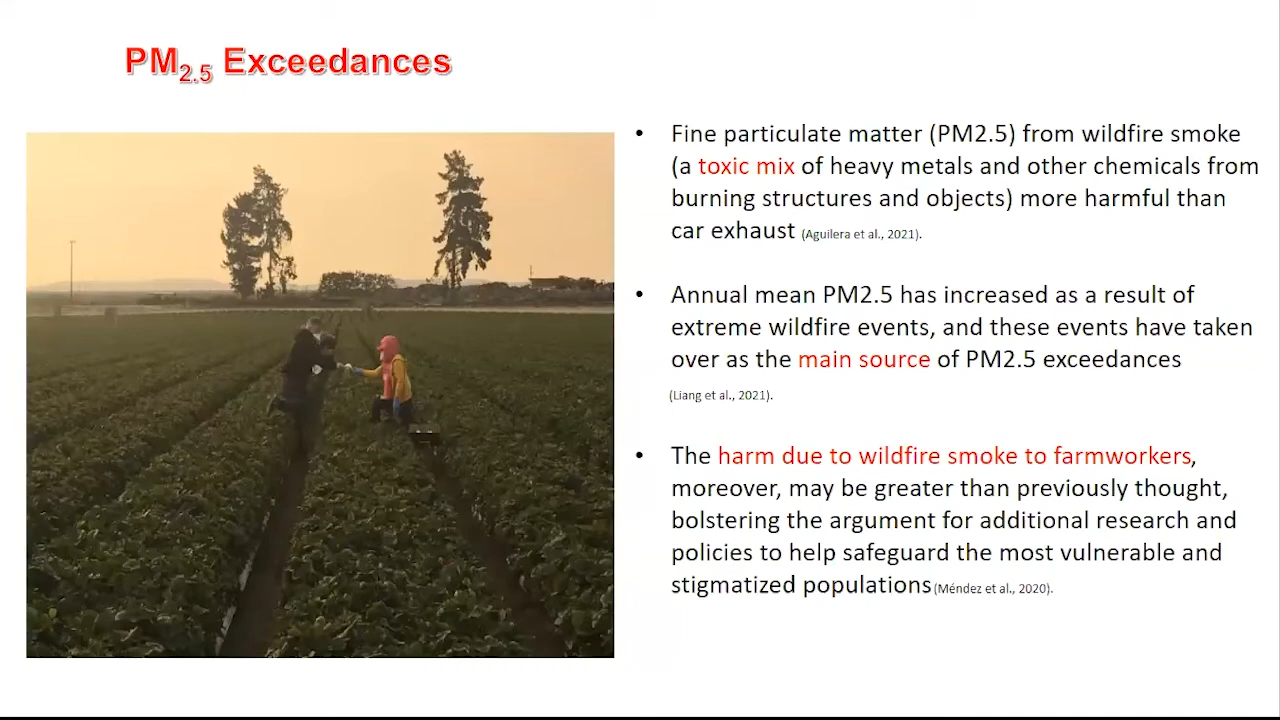 PM2.5 Exceedances
• Fine particulate matter (PM2.5) from wildfire smoke
(a toxic mix of heavy metals and other chemicals from
burning structures and objects) more harmful than
car exhaust (Aguilera et al., 2021).
• Annual mean PM2.5 has increased as a result of
extreme wildfire events, and these events have taken
over as the main source of PM2.5 exceedances
(Liang et al., 2021).
• The harm due to wildfire smoke to farmworkers,
moreover, may be greater than previously thought,
bolstering the argument for additional research and
policies to help safeguard the most vulnerable and
stigmatized populations (Méndez et al., 2020).